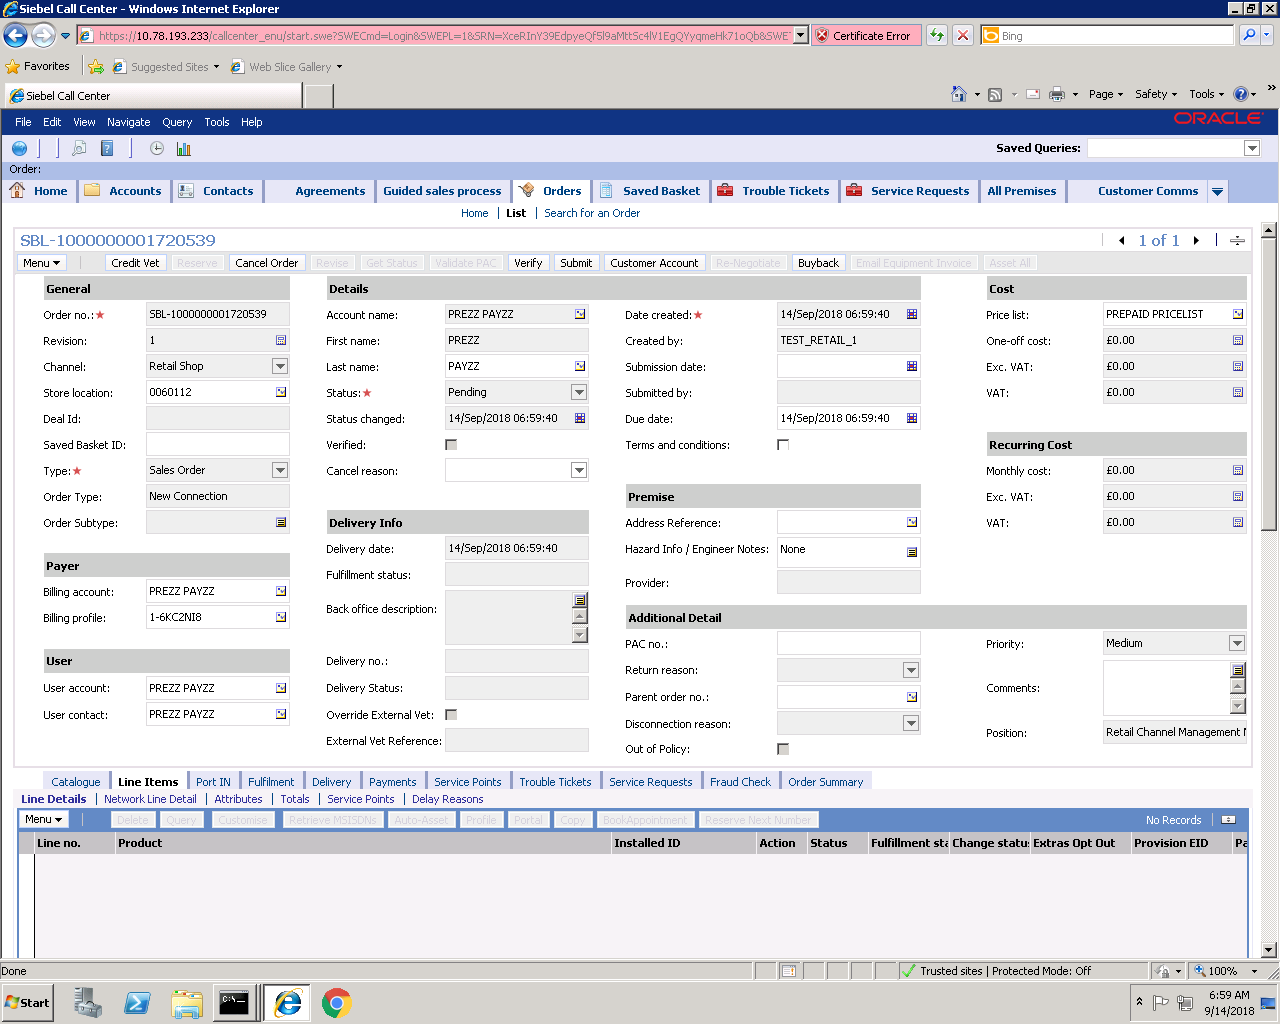 Siebel Call Center - Windows Internet Explorer
https://10.78.193.233/callcenter_enu/start.swe?SWECmd=Login&SWEPL=1&SRN=
Certificate Error
Bing
Favorites
Suggested Sites
Web Slice Gallery
Siebel Call Center
Page
Safety
Tools
»
File Edit View Navigate Query Tools Help
ORACLE
Saved Queries:
Order:
Home
Accounts
Contacts
Agreements
Guided sales process
Orders
Saved Basket
Trouble Tickets
Service Requests
All Premises
Customer Comms
Home | List | Search for an Order
SBL-1000000001720539
1 of 1
Menu
Credit Vet
Reserve
Cancel Order
Revise
Get Status
Validate PAC
Verify
Submit
Customer Account
Re-Negotiate
Buyback
Email Equipment Invoice
Asset All
General
Order no.:★ SBL-1000000001720539
Revision: 1
Channel: Retail Shop
Store location: 0060112
Deal Id:
Saved Basket ID:
Type:★ Sales Order
Order Type: New Connection
Order Subtype:
Payer
Billing account: PREZZ PAYZZ
Billing profile: 1-6KC2NI8
User
User account: PREZZ PAYZZ
User contact: PREZZ PAYZZ
Details
Account name: PREZZ PAYZZ
First name: PREZZ
Last name: PAYZZ
Status:★ Pending
Status changed: 14/Sep/2018 06:59:40
Verified:
Cancel reason:
Date created:★ 14/Sep/2018 06:59:40
Created by: TEST_RETAIL_1
Submission date:
Submitted by:
Due date: 14/Sep/2018 06:59:40
Terms and conditions:
Delivery Info
Delivery date: 14/Sep/2018 06:59:40
Fulfillment status:
Back office description:
Delivery no.:
Delivery Status:
Override External Vet:
External Vet Reference:
Premise
Address Reference:
Hazard Info / Engineer Notes: None
Provider:
Additional Detail
PAC no.:
Return reason:
Parent order no.:
Disconnection reason:
Out of Policy:
Priority: Medium
Comments:
Position: Retail Channel Management
Cost
Price list: PREPAID PRICELIST
One-off cost: £0.00
Exc. VAT: £0.00
VAT: £0.00
Recurring Cost
Monthly cost: £0.00
Exc. VAT: £0.00
VAT: £0.00
Catalogue
Line Items
Port IN
Fulfilment
Delivery
Payments
Service Points
Trouble Tickets
Service Requests
Fraud Check
Order Summary
Line Details | Network Line Detail | Attributes | Totals | Service Points | Delay Reasons
Menu
Delete
Query
Customise
Retrieve MSISDNs
Auto-Asset
Profile
Portal
Copy
BookAppointment
Reserve Next Number
No Records
Line no. Product Installed ID Action Status Fulfillment sta Change statu Extras Opt Out Provision EID Pa
Done
Trusted sites | Protected Mode: Off
100%
Start
6:59 AM
9/14/2018